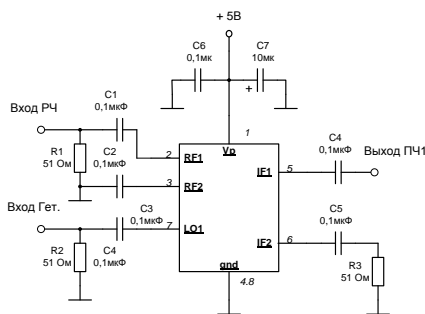 + 5В
C6
0,1мк
C7
10мк
+
1
C1
0,1мкФ
Вход РЧ
R1
51 Ом
C2
0,1мкФ
2
RF1
Vp
3
RF2
IF1
5
C4
0,1мкФ
Выход ПЧ1
Вход Гет.
C3
0,1мкФ
7
LO1
IF2
6
C5
0,1мкФ
R2
51 Ом
C4
0,1мкФ
gnd
4.8
R3
51 Ом